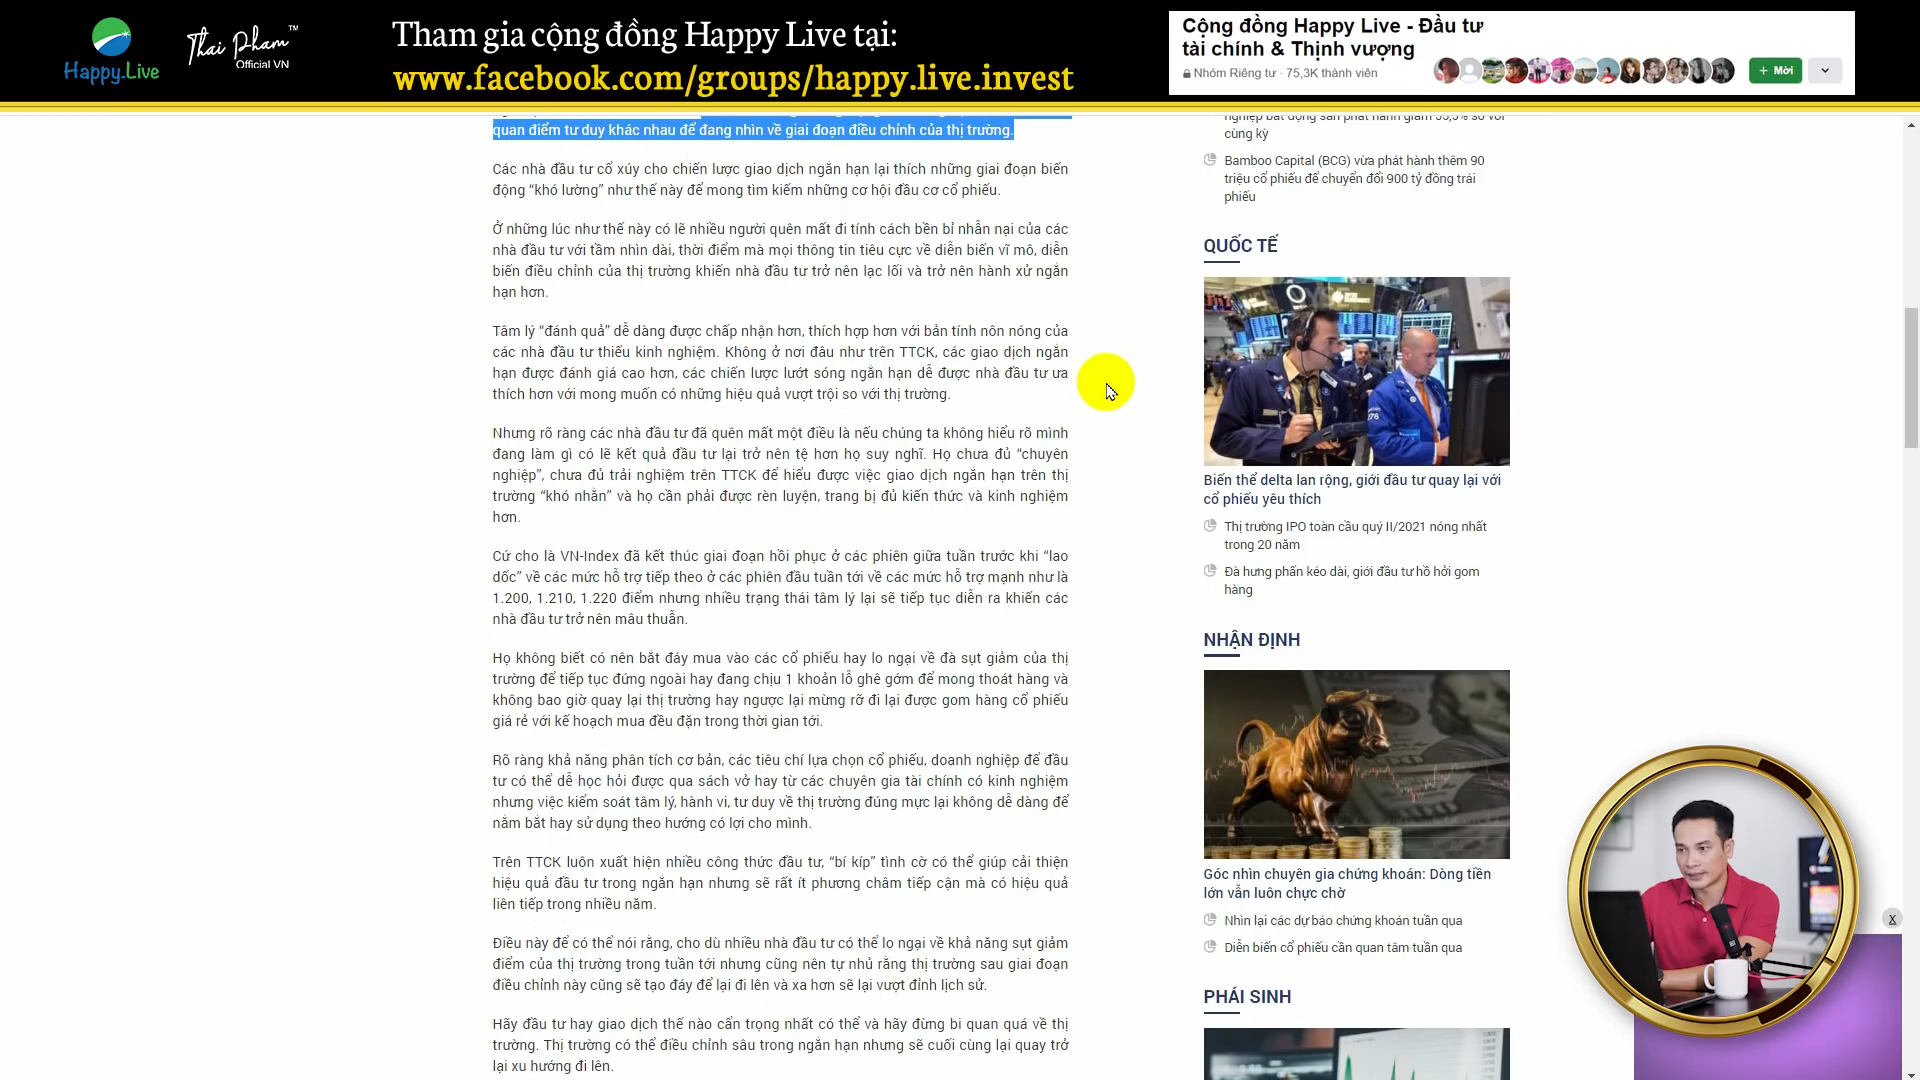 Happy.Live
Thai Pham™
Official VN
Tham gia cộng đồng Happy Live tại:
www.facebook.com/groups/happy.live.invest
Cộng đồng Happy Live - Đầu tư
tài chính & Thịnh vượng
Nhóm Riêng tư · 75,3K thành viên
+ Mời
quan điểm tư duy khác nhau để đang nhìn về giai đoạn điều chỉnh của thị trường.
Các nhà đầu tư cổ xúy cho chiến lược giao dịch ngắn hạn lại thích những giai đoạn biến
động “khó lường” như thế này để mong tìm kiếm những cơ hội đầu cơ cổ phiếu.
Ở những lúc như thế này có lẽ nhiều người quên mất đi tính cách bền bỉ nhẫn nại của các
nhà đầu tư với tầm nhìn dài, thời điểm mà mọi thông tin tiêu cực về diễn biến vĩ mô, diễn
biến điều chỉnh của thị trường khiến nhà đầu tư trở nên lạc lối và trở nên hành xử ngắn
hạn hơn.
Tâm lý “đánh quả” dễ dàng được chấp nhận hơn, thích hợp hơn với bản tính nôn nóng của
các nhà đầu tư thiếu kinh nghiệm. Không ở nơi đâu như trên TTCK, các giao dịch ngắn
hạn được đánh giá cao hơn, các chiến lược lướt sóng ngắn hạn dễ được nhà đầu tư ưa
thích hơn với mong muốn có những hiệu quả vượt trội so với thị trường.
Nhưng rõ ràng các nhà đầu tư đã quên mất một điều là nếu chúng ta không hiểu rõ mình
đang làm gì có lẽ kết quả đầu tư lại trở nên tệ hơn họ suy nghĩ. Họ chưa đủ “chuyên
nghiệp”, chưa đủ trải nghiệm trên TTCK để hiểu được việc giao dịch ngắn hạn trên thị
trường “khó nhằn” và họ cần phải được rèn luyện, trang bị đủ kiến thức và kinh nghiệm
hơn.
Cứ cho là VN-Index đã kết thúc giai đoạn hồi phục ở các phiên giữa tuần trước khi “lao
dốc” về các mức hỗ trợ tiếp theo ở các phiên đầu tuần tới về các mức hỗ trợ mạnh như là
1.200, 1.210, 1.220 điểm nhưng nhiều trạng thái tâm lý lại sẽ tiếp tục diễn ra khiến các
nhà đầu tư trở nên mâu thuẫn.
Họ không biết có nên bắt đáy mua vào các cổ phiếu hay lo ngại về đà sụt giảm của thị
trường để tiếp tục đứng ngoài hay đang chịu 1 khoản lỗ ghê gớm để mong thoát hàng và
không bao giờ quay lại thị trường hay ngược lại mừng rỡ đi lại được gom hàng cổ phiếu
giá rẻ với kế hoạch mua đều đặn trong thời gian tới.
Rõ ràng khả năng phân tích cơ bản, các tiêu chí lựa chọn cổ phiếu, doanh nghiệp để đầu
tư có thể dễ học hỏi được qua sách vở hay từ các chuyên gia tài chính có kinh nghiệm
nhưng việc kiểm soát tâm lý, hành vi, tư duy về thị trường đúng mực lại không dễ dàng để
nắm bắt hay sử dụng theo hướng có lợi cho mình.
Trên TTCK luôn xuất hiện nhiều công thức đầu tư, “bí kíp” tình cờ có thể giúp cải thiện
hiệu quả đầu tư trong ngắn hạn nhưng sẽ rất ít phương châm tiếp cận mà có hiệu quả
liên tiếp trong nhiều năm.
Điều này để có thể nói rằng, cho dù nhiều nhà đầu tư có thể lo ngại về khả năng sụt giảm
điểm của thị trường trong tuần tới nhưng cũng nên tự nhủ rằng thị trường sau giai đoạn
điều chỉnh này cũng sẽ tạo đáy để lại đi lên và xa hơn sẽ lại vượt đỉnh lịch sử.
Hãy đầu tư hay giao dịch thế nào cẩn trọng nhất có thể và hãy đừng bi quan quá về thị
trường. Thị trường có thể điều chỉnh sâu trong ngắn hạn nhưng sẽ cuối cùng lại quay trở
lại xu hướng đi lên.
nghiệp bất động sản phát hành giảm 55,5% so với
cùng kỳ
Bamboo Capital (BCG) vừa phát hành thêm 90
triệu cổ phiếu để chuyển đổi 900 tỷ đồng trái
phiếu
QUỐC TẾ
Biến thể delta lan rộng, giới đầu tư quay lại với
cổ phiếu yêu thích
Thị trường IPO toàn cầu quý II/2021 nóng nhất
trong 20 năm
Đà hưng phấn kéo dài, giới đầu tư hồ hởi gom
hàng
NHẬN ĐỊNH
Góc nhìn chuyên gia chứng khoán: Dòng tiền
lớn vẫn luôn chực chờ
Nhìn lại các dự báo chứng khoán tuần qua
Diễn biến cổ phiếu cần quan tâm tuần qua
PHÁI SINH
X